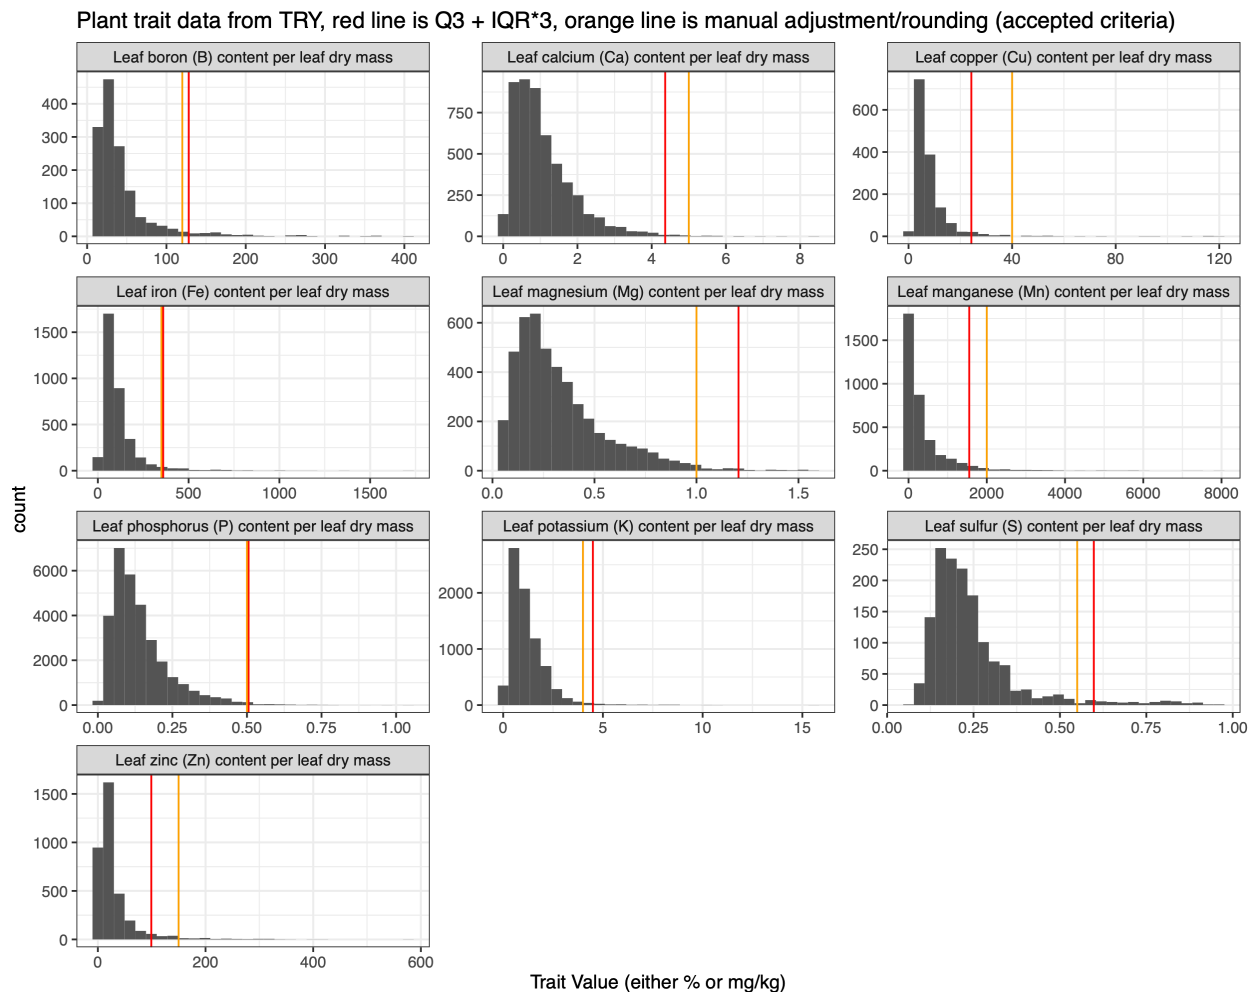 Plant trait data from TRY, red line is Q3 + IQR*3, orange line is manual adjustment/rounding (accepted criteria)
Leaf boron (B) content per leaf dry mass
400
300
200
100
0
0 100 200 300 400
Leaf calcium (Ca) content per leaf dry mass
750
500
250
0
0 2 4 6 8
Leaf copper (Cu) content per leaf dry mass
600
400
200
0
0 40 80 120
Leaf iron (Fe) content per leaf dry mass
1500
1000
500
0
0 500 1000 1500
Leaf magnesium (Mg) content per leaf dry mass
600
400
200
0
0.0 0.5 1.0 1.5
Leaf manganese (Mn) content per leaf dry mass
1500
1000
500
0
0 2000 4000 6000 8000
count
Leaf phosphorus (P) content per leaf dry mass
6000
4000
2000
0
0.00 0.25 0.50 0.75 1.00
Leaf potassium (K) content per leaf dry mass
2000
1000
0
0 5 10 15
Leaf sulfur (S) content per leaf dry mass
250
200
150
100
50
0
0.00 0.25 0.50 0.75 1.00
Leaf zinc (Zn) content per leaf dry mass
1500
1000
500
0
0 200 400 600
Trait Value (either % or mg/kg)